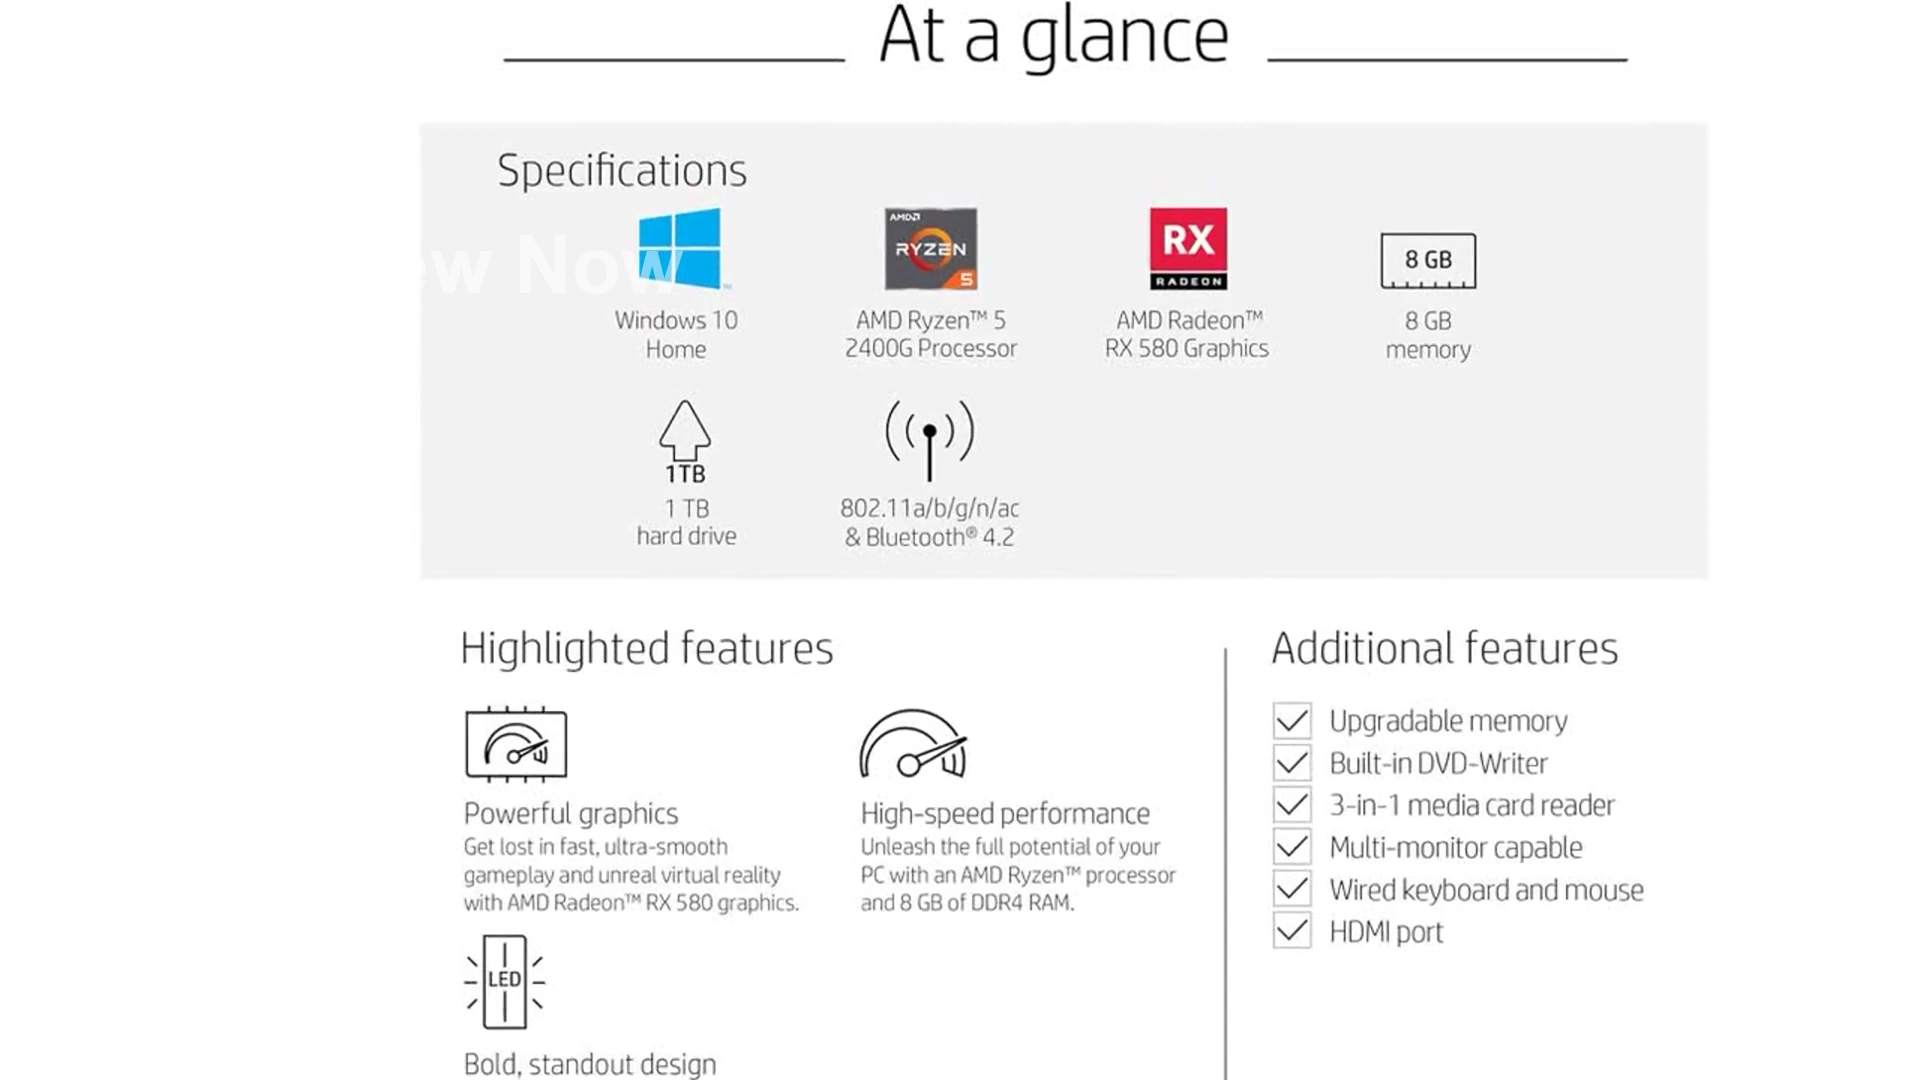 At a glance
Specifications
ew Now
AMD
RYZEN
5
RX
RADEON
8 GB
Windows 10
Home
AMD Ryzen™ 5
2400G Processor
AMD Radeon™
RX 580 Graphics
8 GB
memory
1TB
1 TB
hard drive
802.11a/b/g/n/ac
& Bluetooth® 4.2
Highlighted features
Powerful graphics
Get lost in fast, ultra-smooth
gameplay and unreal virtual reality
with AMD Radeon™ RX 580 graphics.
High-speed performance
Unleash the full potential of your
PC with an AMD Ryzen™ processor
and 8 GB of DDR4 RAM.
LED
Bold, standout design
Additional features
Upgradable memory
Built-in DVD-Writer
3-in-1 media card reader
Multi-monitor capable
Wired keyboard and mouse
HDMI port